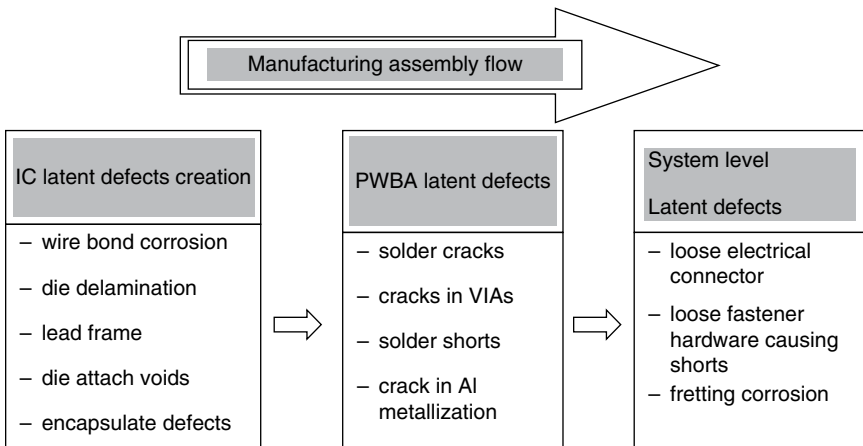 Manufacturing assembly flow
IC latent defects creation
– wire bond corrosion
– die delamination
– lead frame
– die attach voids
– encapsulate defects
PWBA latent defects
– solder cracks
– cracks in VIAs
– solder shorts
– crack in Al
metallization
System level
Latent defects
– loose electrical
connector
– loose fastener
hardware causing
shorts
– fretting corrosion